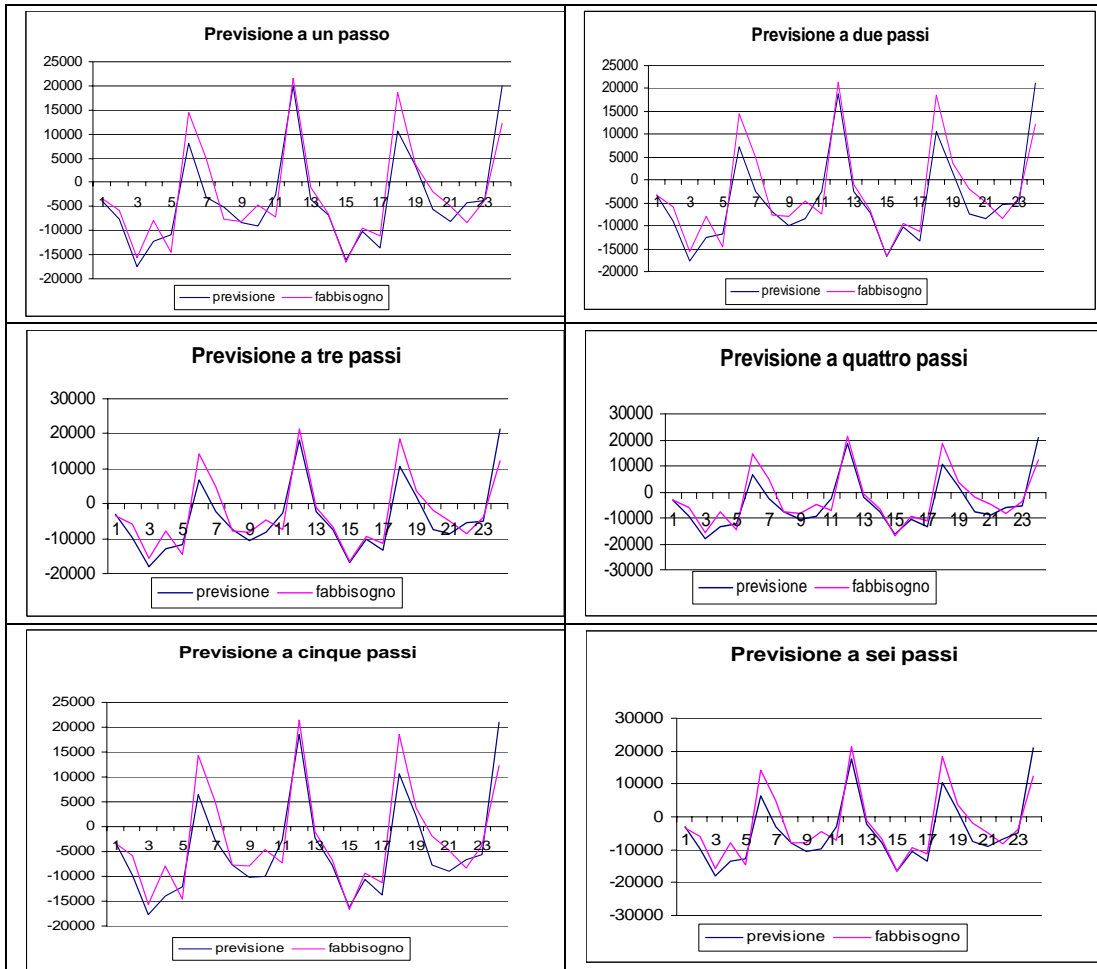 Previsione a un passo
25000
20000
15000
10000
5000
0
-5000
-10000
-15000
-20000
1 3 5 7 9 11 13 15 17 19 21 23
previsione fabbisogno
Previsione a due passi
25000
20000
15000
10000
5000
0
-5000
-10000
-15000
-20000
1 3 5 7 9 11 13 15 17 19 21 23
previsione fabbisogno
Previsione a tre passi
30000
20000
10000
0
-10000
-20000
1 3 5 7 9 11 13 15 17 19 21 23
previsione fabbisogno
Previsione a quattro passi
30000
20000
10000
0
-10000
-20000
-30000
1 3 5 7 9 11 13 15 17 19 21 23
previsione fabbisogno
Previsione a cinque passi
25000
20000
15000
10000
5000
0
-5000
-10000
-15000
-20000
1 3 5 7 9 11 13 15 17 19 21 23
previsione fabbisogno
Previsione a sei passi
30000
20000
10000
0
-10000
-20000
-30000
1 3 5 7 9 11 13 15 17 19 21 23
previsione fabbisogno